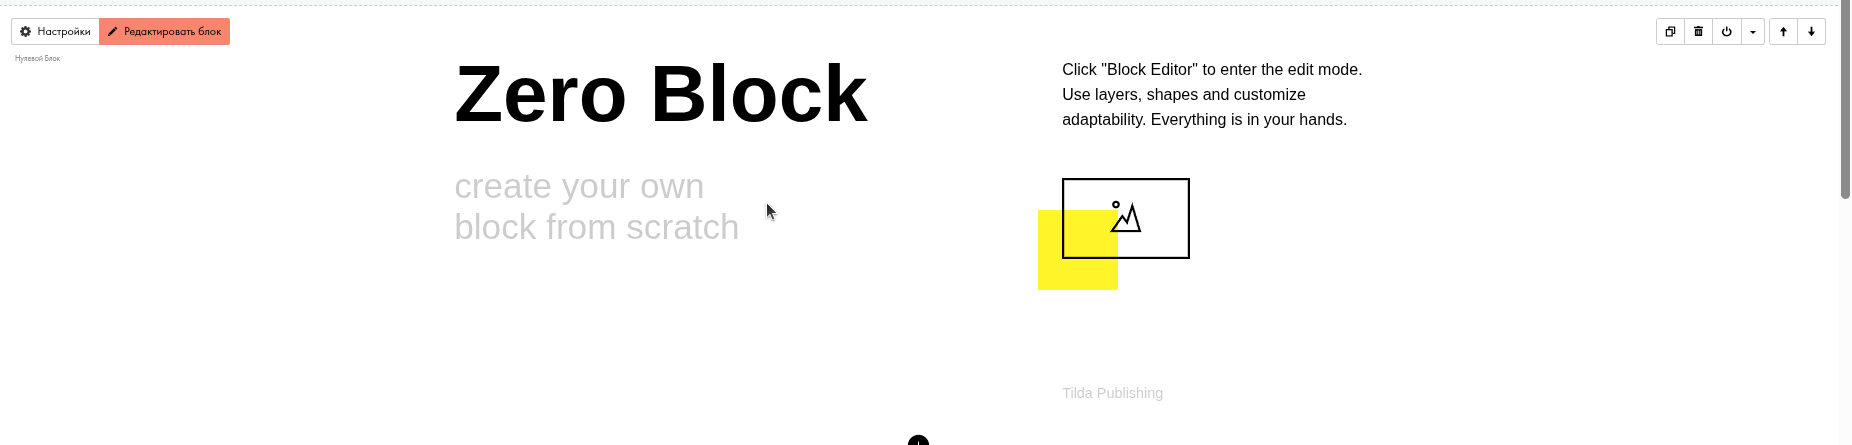 Настройки
Редактировать блок
Нулевой Блок
Zero Block
create your own
block from scratch
Click "Block Editor" to enter the edit mode.
Use layers, shapes and customize
adaptability. Everything is in your hands.
Tilda Publishing